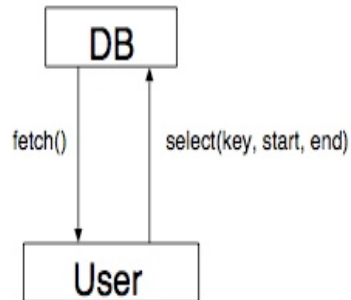 DB
fetch()
select(key, start, end)
User